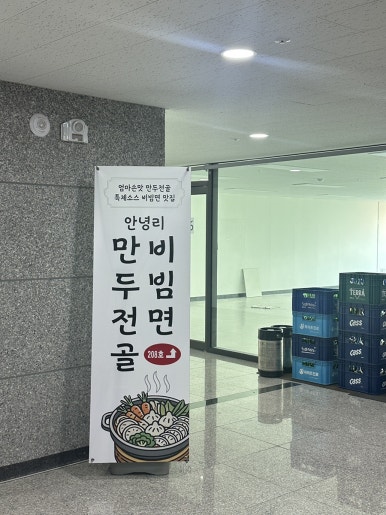 엄마손맛 만두전골
특제소스 비빔면 맛집
안녕리
만두전골
비빔면
208호
TERRA
Cass
Cass